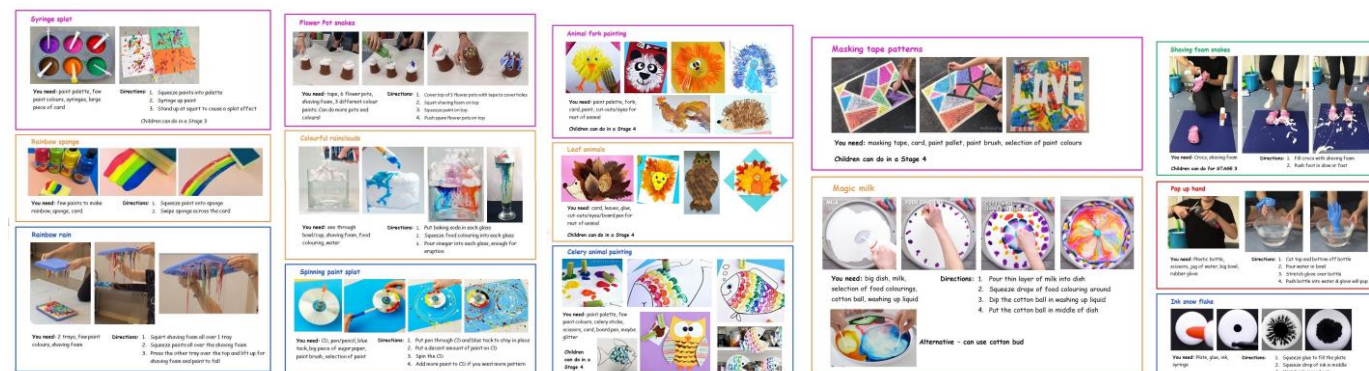 Syringe splat
You need: paint palette, few
paint colours, syringes, large
piece of card
Directions: 1. Squeeze paints into palette
2. Syringe up paint
3. Stand up at squirt to cause a splat effect
Children can do in a Stage 3
Rainbow sponge
You need: few paints to make
rainbow, sponge, card
Directions: 1. Squeeze paint onto sponge
2. Swipe sponge across the card
Rainbow rain
You need: 2 trays, few paint
colours, shaving foam
Directions: 1. Squirt shaving foam all over 1 tray
2. Squeeze paints all over the shaving foam
3. Press the other tray over the top and lift up for
shaving foam and paint to fall
Flower Pot snakes
You need: tape, 6 flower pots,
shaving foam, 3 different colour
paints. Can do more pots and
colours!
Directions: 1. Cover top of 3 flower pots with tape to cover holes
2. Squirt shaving foam on top
3. Squeeze paint on top
4. Push spare flower pots on top
Colourful rainclouds
You need: see through
bowl/cup, shaving foam, food
colouring, water
Directions: 1. Put baking soda in each glass
2. Squeeze food colouring into each glass
3. Pour vinegar into each glass, enough for
eruption
Spinning paint splat
You need: CD, pen/pencil, blue
tack, big piece of sugar paper,
paint brush, selection of paint
Directions: 1. Put pen through CD and blue tack to stay in place
2. Put a decent amount of paint on CD
3. Spin the CD
4. Add more paint to CD if you want more pattern
Animal fork painting
You need: paint palette, fork,
card, paint, cut-outs/eyes for
rest of animal
Children can do in a Stage 4
Leaf animals
You need: card, leaves, glue,
cut-outs/eyes/board pen for
rest of animal
Children can do in a Stage 4
Celery animal painting
You need: paint palette, few
paint colours, celery sticks,
scissors, card, board pen, maybe
glitter
Children
can do in a
Stage 4
Masking tape patterns
LOVE
You need: masking tape, card, paint pallet, paint brush, selection of paint colours
Children can do in a Stage 4
Magic milk
MILK
You need: big dish, milk,
selection of food colourings,
cotton ball, washing up liquid
Directions: 1. Pour thin layer of milk into dish
2. Squeeze drops of food colouring around
3. Dip the cotton ball in washing up liquid
4. Put the cotton ball in middle of dish
Alternative - can use cotton bud
Shaving foam snakes
You need: Crocs, shaving foam
Children can do for STAGE 3
Directions: 1. Fill crocs with shaving foam
2. Push foot in slow or fast
Pop up hand
You need: Plastic bottle,
scissors, jug of water, big bowl,
rubber glove
Directions: 1. Cut top and bottom off bottle
2. Pour water in bowl
3. Stretch glove over bottle
4. Push bottle into water & glove will pop
Ink snow flake
You need: Plate, glue, ink,
syringe
Directions: 1. Squeeze glue to fill the plate
2. Squeeze drop of ink in middle